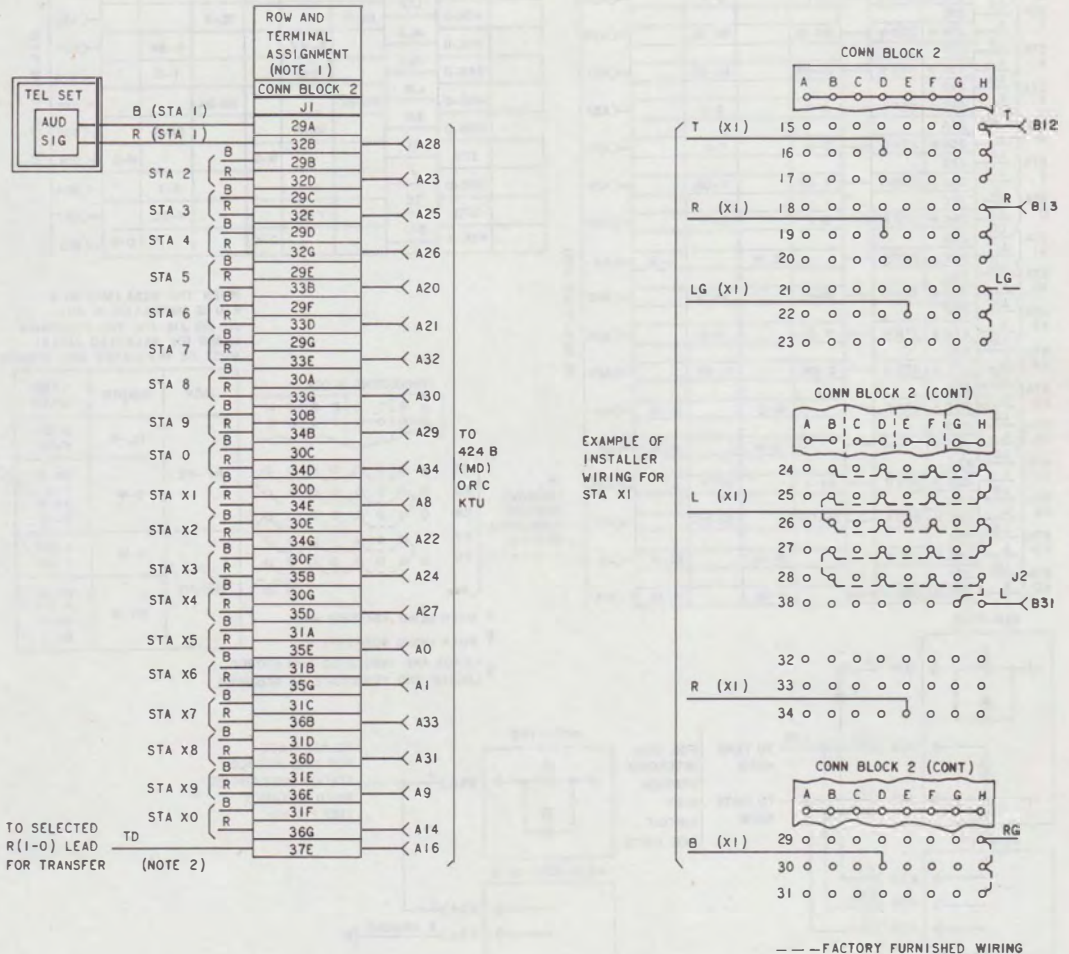 ROW AND
TERMINAL
ASSIGNMENT
(NOTE 1)
CONN BLOCK 2
J1
TEL SET
AUD
SIG
B (STA 1) 29A
R (STA 1) 32B A28
STA 2 B 29B
R 32D A23
STA 3 B 29C
R 32E A25
STA 4 B 29D
R 32G A26
STA 5 B 29E
R 33B A20
STA 6 B 29F
R 33D A21
STA 7 B 29G
R 33E A32
STA 8 B 30A
R 33G A30
STA 9 B 30B
R 34B A29
STA 0 B 30C
R 34D A34
STA X1 B 30D
R 34E A8
STA X2 B 30E
R 34G A22
STA X3 B 30F
R 35B A24
STA X4 B 30G
R 35D A27
STA X5 B 31A
R 35E A0
STA X6 B 31B
R 35G A1
STA X7 B 31C
R 36B A33
STA X8 B 31D
R 36D A31
STA X9 B 31E
R 36E A9
STA X0 B 31F
R 36G A14
37E A16
TO SELECTED
R(1-0) LEAD
FOR TRANSFER
TD
(NOTE 2)
TO
424 B
(MD)
OR C
KTU
EXAMPLE OF
INSTALLER
WIRING FOR
STA X1
CONN BLOCK 2
A B C D E F G H
T (X1) 15 T B12
16
17
R (X1) 18 R B13
19
20
LG (X1) 21 LG
22
23
CONN BLOCK 2 (CONT)
A B C D E F G H
24
L (X1) 25
26
27
28 J2
38 L B31
32
R (X1) 33
34
CONN BLOCK 2 (CONT)
A B C D E F G H
B (X1) 29 RG
30
31
---FACTORY FURNISHED WIRING